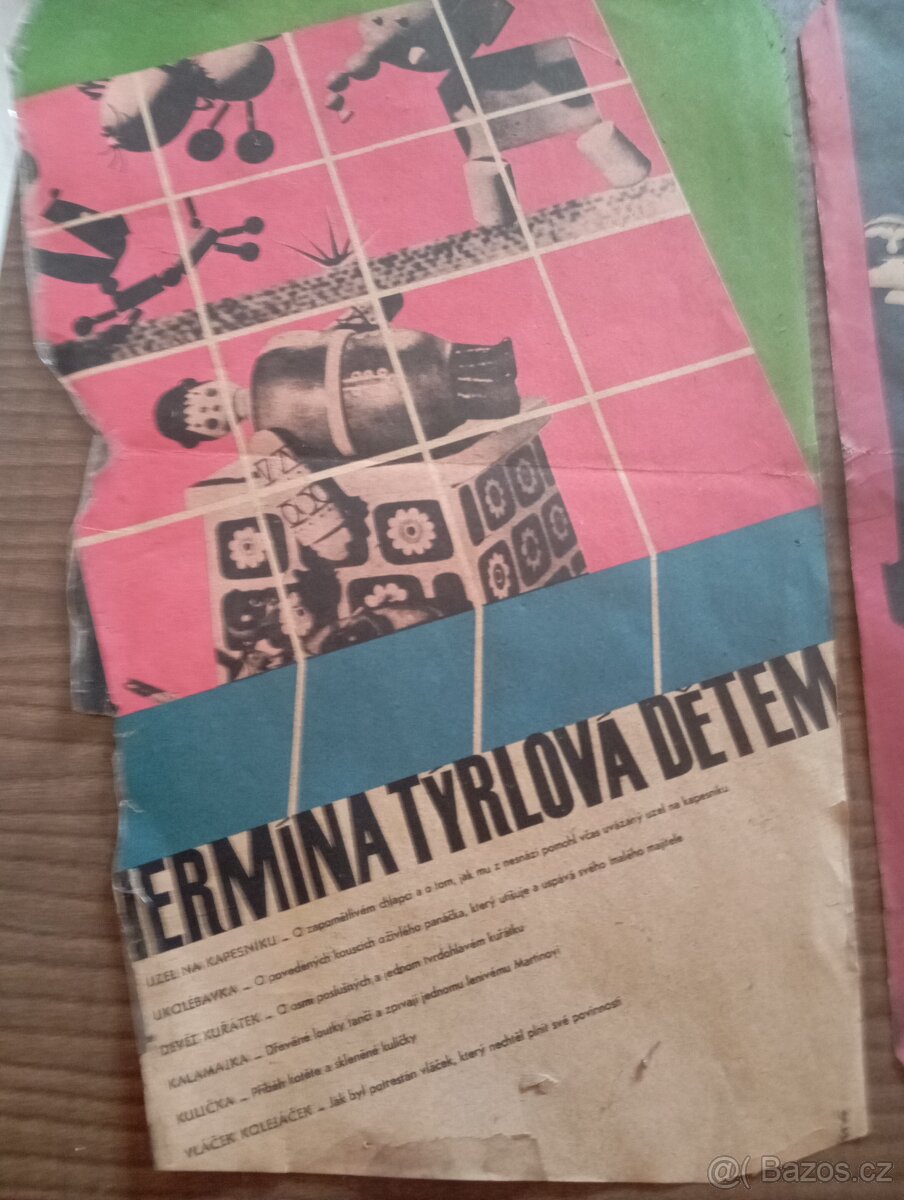 HERMÍNA TÝRLOVÁ DĚTEM
UZEL NA KAPESNÍKU – O zapomětlivém chlapci a o tom, jak mu z nesnází pomohl včas uvázaný uzel na kapesníku
UKOLÉBAVKA – O povedených kouscích oživlého panáčka, který utišuje a uspává svého malého majitele
DEVĚT KUŘÁTEK – O osmi poslušných a jednom tvrdohlavém kuřátku
KALAMAJKA – Dřevěné loutky tančí a zpívají jednomu lenivému Martinovi
KULIČKA – Příběh kotěte a skleněné kuličky
VLÁČEK KOLEJÁČEK – Jak byl potrestán vláček, který nechtěl plnit své povinnosti
@ Bazos.cz